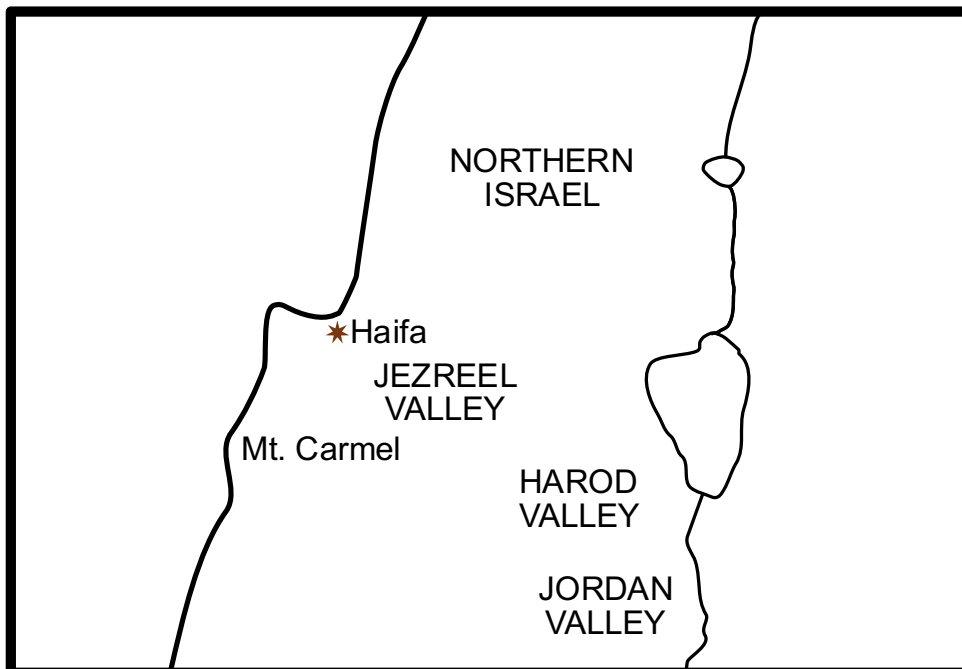 NORTHERN
ISRAEL
Haifa
JEZREEL
VALLEY
Mt. Carmel
HAROD
VALLEY
JORDAN
VALLEY